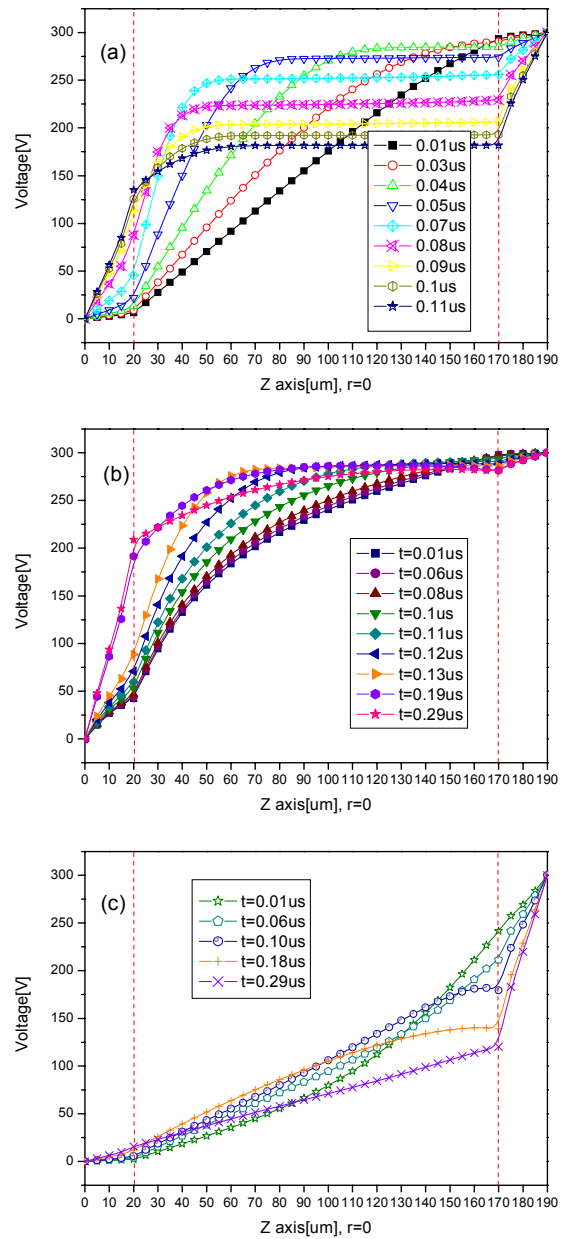 (a)
300
250
200
150
100
50
0
Voltage[V]
0.01us
0.03us
0.04us
0.05us
0.07us
0.08us
0.09us
0.1us
0.11us
0 10 20 30 40 50 60 70 80 90 100 110 120 130 140 150 160 170 180 190
Z axis[um], r=0
(b)
300
250
200
150
100
50
0
Voltage[V]
t=0.01us
t=0.06us
t=0.08us
t=0.1us
t=0.11us
t=0.12us
t=0.13us
t=0.19us
t=0.29us
0 10 20 30 40 50 60 70 80 90 100 110 120 130 140 150 160 170 180 190
Z axis[um], r=0
(c)
300
250
200
150
100
50
0
Voltage[V]
t=0.01us
t=0.06us
t=0.10us
t=0.18us
t=0.29us
0 10 20 30 40 50 60 70 80 90 100 110 120 130 140 150 160 170 180 190
Z axis[um], r=0